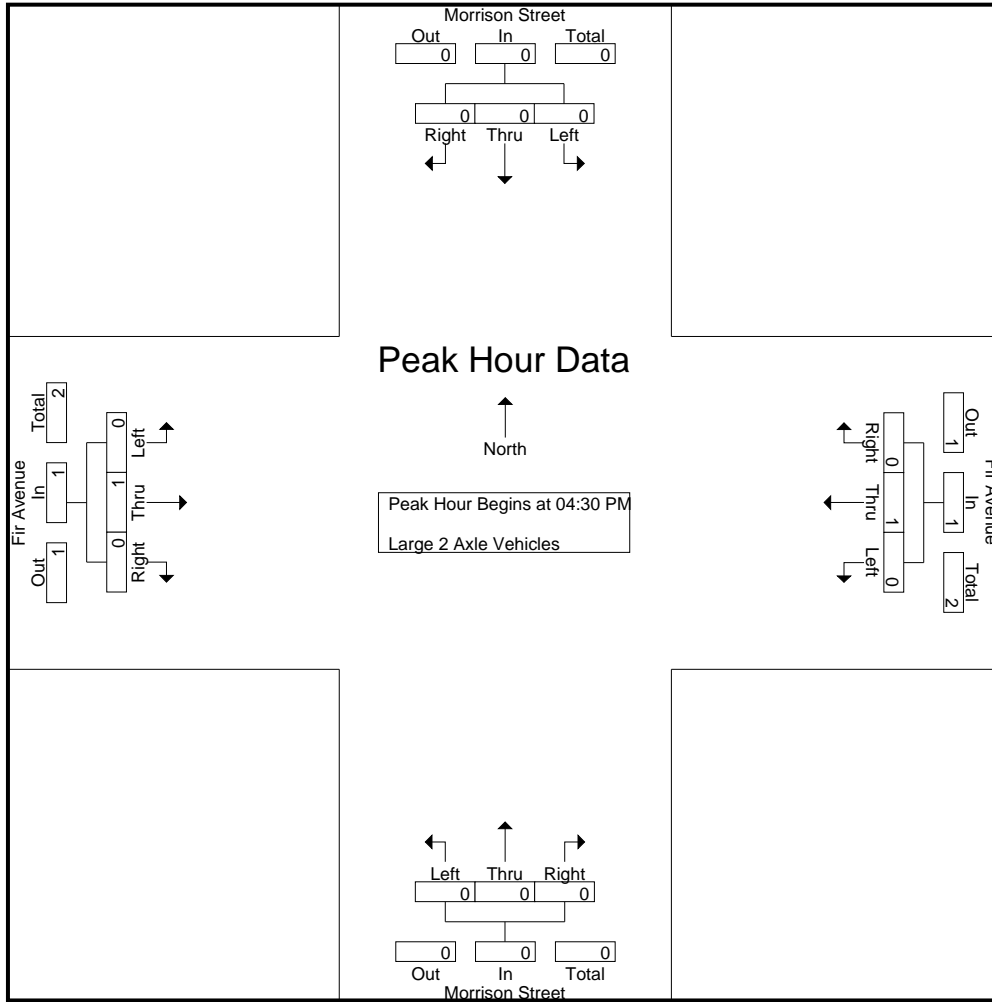 Morrison Street
Out In Total
0 0 0
0 0 0
Right Thru Left
Peak Hour Data
North
Peak Hour Begins at 04:30 PM
Large 2 Axle Vehicles
Fir Avenue
Out In Total
1 1 2
0 1 0
Right Thru Left
Fir Avenue
Out In Total
1 1 2
0 1 0
Right Thru Left
Left Thru Right
0 0 0
0 0 0
Out In Total
Morrison Street